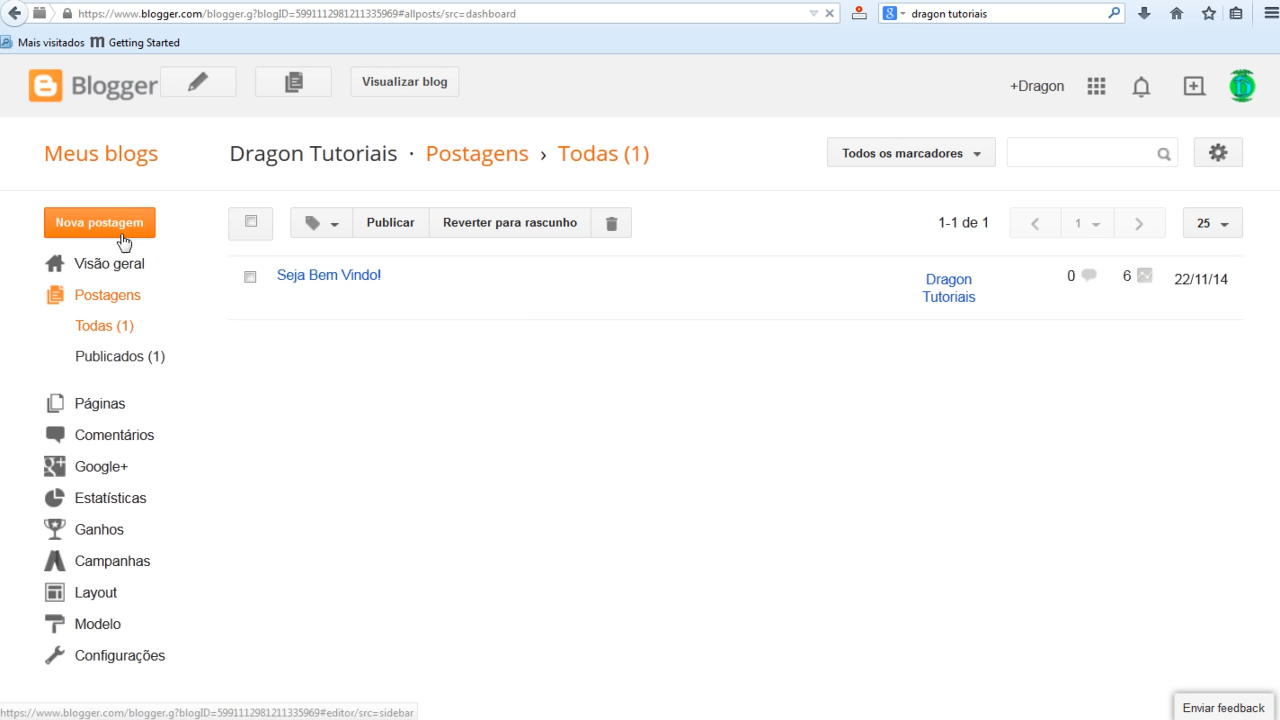 https://www.blogger.com/blogger.g?blogID=5991112981211335969#allposts/src=dashboard
dragon tutoriais
Mais visitados
Getting Started
Blogger
Visualizar blog
+Dragon
Meus blogs
Dragon Tutoriais · Postagens › Todas (1)
Todos os marcadores
Nova postagem
Publicar
Reverter para rascunho
1-1 de 1
1
25
Visão geral
Seja Bem Vindo!
Dragon
Tutoriais
0
6
22/11/14
Postagens
Todas (1)
Publicados (1)
Páginas
Comentários
Google+
Estatísticas
Ganhos
Campanhas
Layout
Modelo
Configurações
https://www.blogger.com/blogger.g?blogID=5991112981211335969#editor/src=sidebar
Enviar feedback